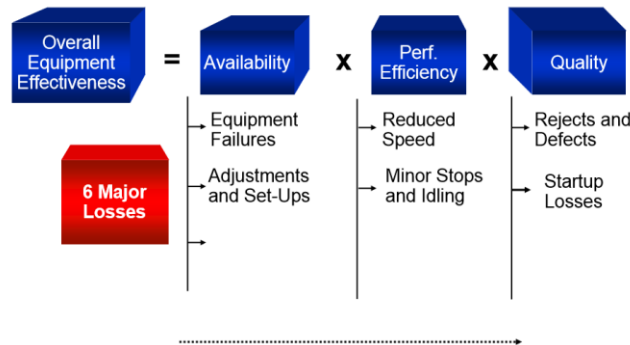 Overall
Equipment
Effectiveness
=
Availability
x
Perf.
Efficiency
x
Quality
Equipment
Failures
Reduced
Speed
Rejects and
Defects
6 Major
Losses
Adjustments
and Set-Ups
Minor Stops
and Idling
Startup
Losses